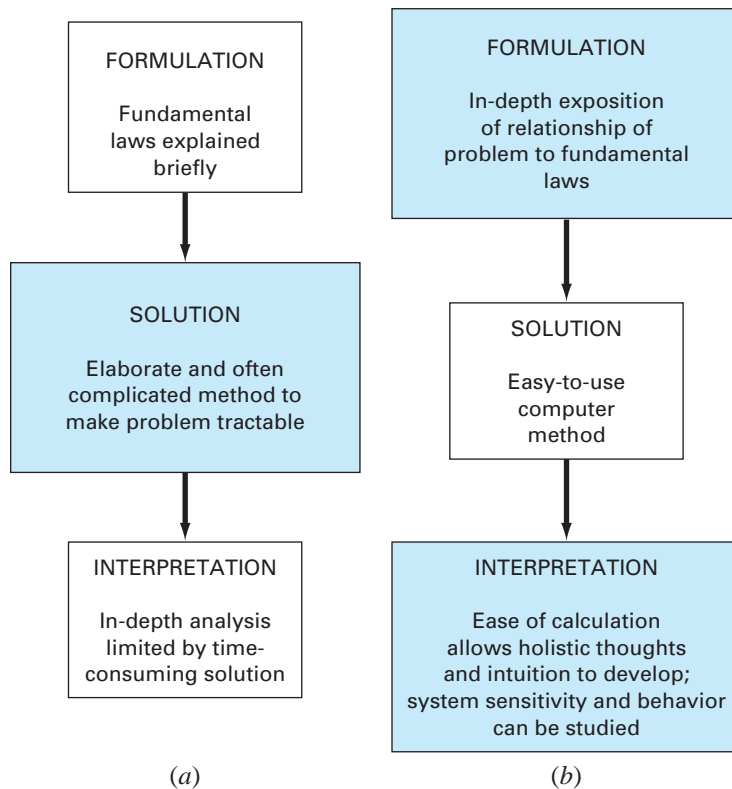 FORMULATION
Fundamental
laws explained
briefly
SOLUTION
Elaborate and often
complicated method to
make problem tractable
INTERPRETATION
In-depth analysis
limited by time-
consuming solution
(a)
FORMULATION
In-depth exposition
of relationship of
problem to fundamental
laws
SOLUTION
Easy-to-use
computer
method
INTERPRETATION
Ease of calculation
allows holistic thoughts
and intuition to develop;
system sensitivity and behavior
can be studied
(b)